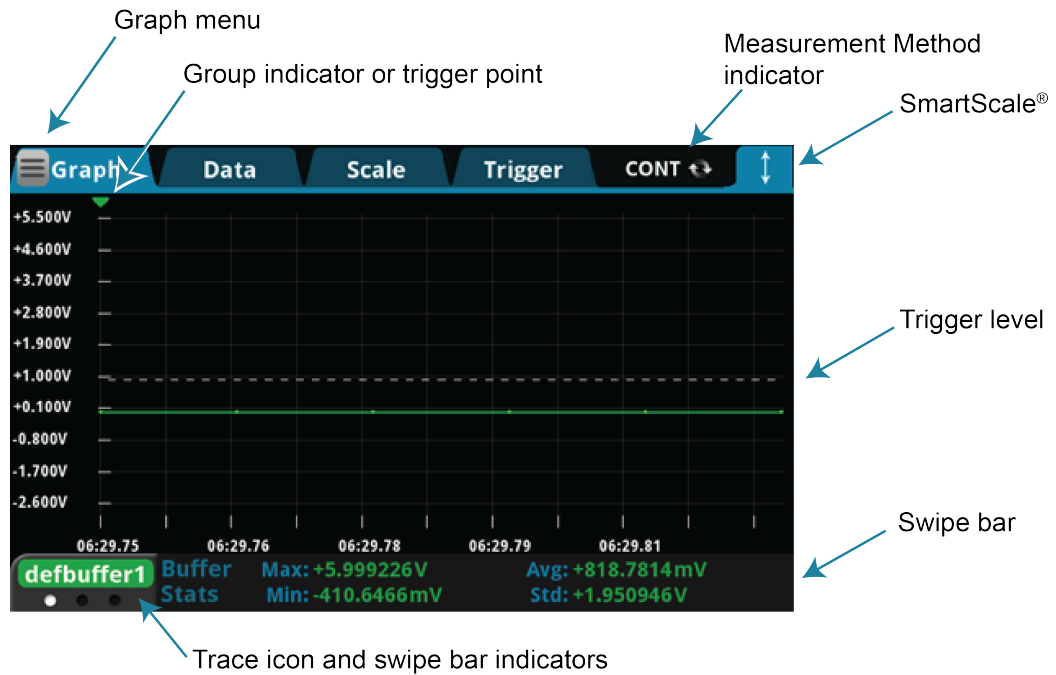 Graph menu
Group indicator or trigger point
Measurement Method
indicator
SmartScale®
Graph
Data
Scale
Trigger
CONT
+5.500V
+4.600V
+3.700V
+2.800V
+1.900V
Trigger level
+1.000V
+0.100V
-0.800V
-1.700V
-2.600V
Swipe bar
06:29.75 06:29.76 06:29.78 06:29.79 06:29.81
defbuffer1
Buffer Max: +5.999226V Avg: +818.7814mV
Stats Min: -410.6466mV Std: +1.950946V
Trace icon and swipe bar indicators